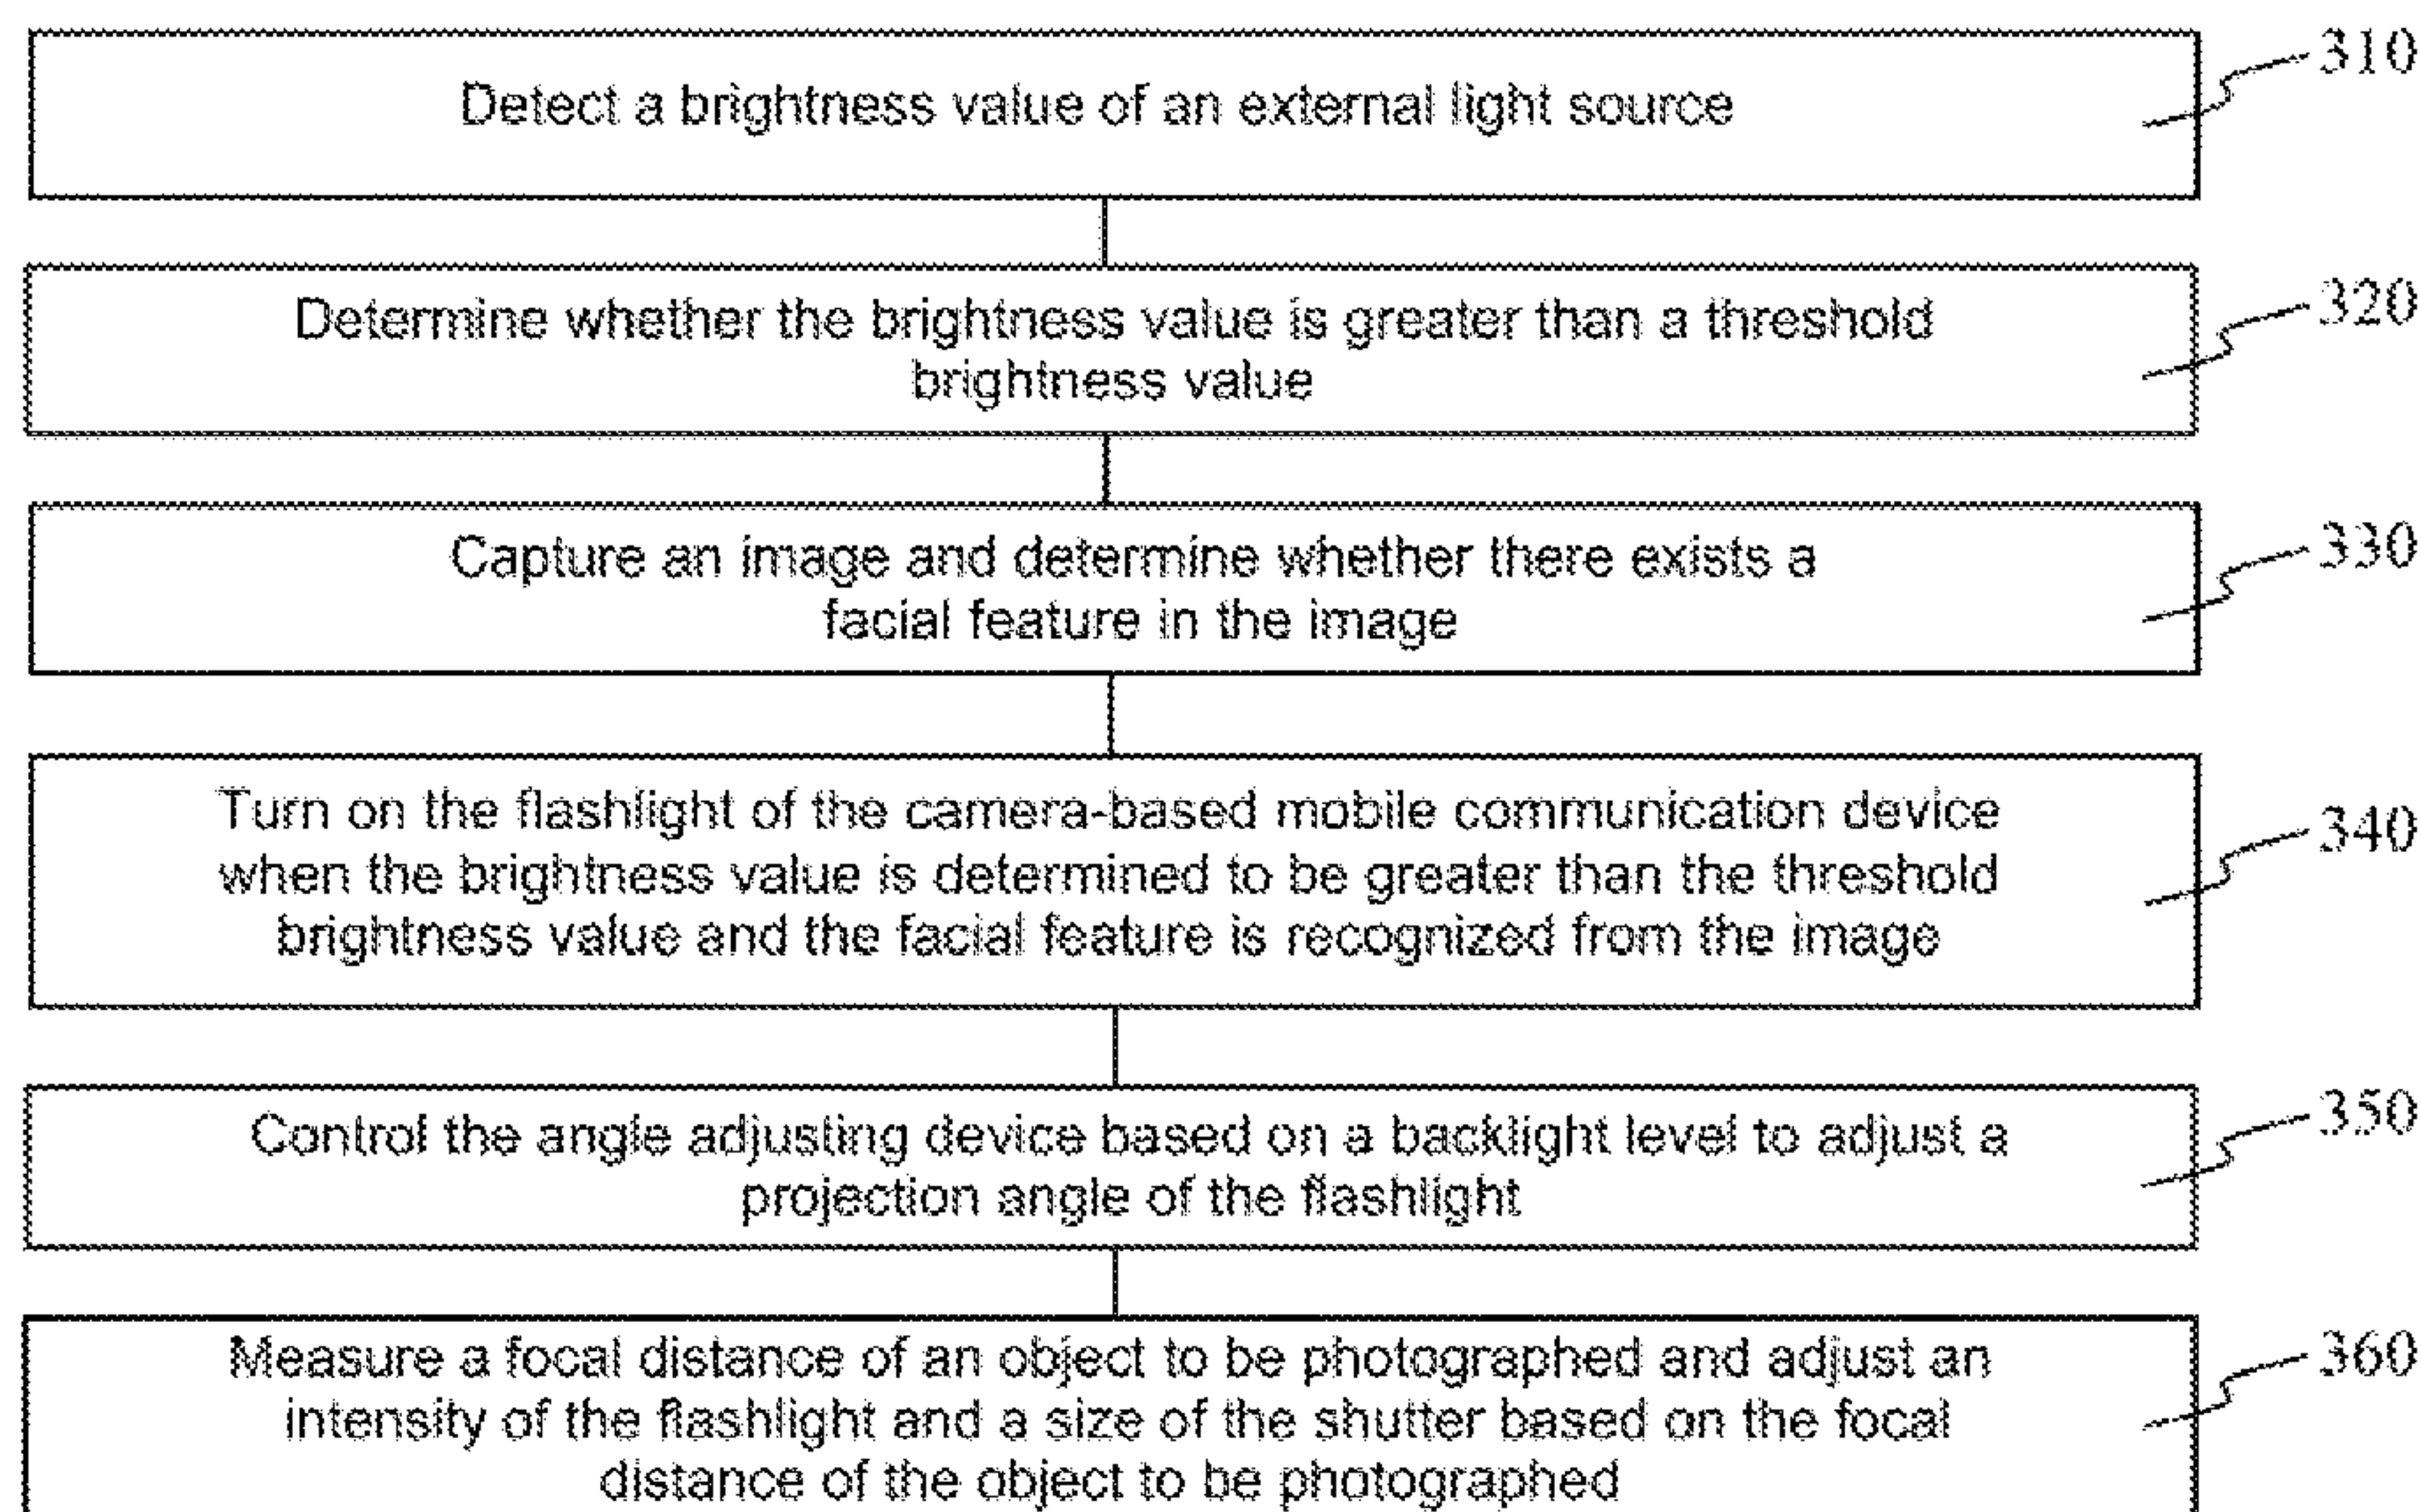 Detect a brightness value of an external light source
310
Determine whether the brightness value is greater than a threshold
brightness value
320
Capture an image and determine whether there exists a
facial feature in the image
330
Turn on the flashlight of the camera-based mobile communication device
when the brightness value is determined to be greater than the threshold
brightness value and the facial feature is recognized from the image
340
Control the angle adjusting device based on a backlight level to adjust a
projection angle of the flashlight
350
Measure a focal distance of an object to be photographed and adjust an
intensity of the flashlight and a size of the shutter based on the focal
distance of the object to be photographed
360